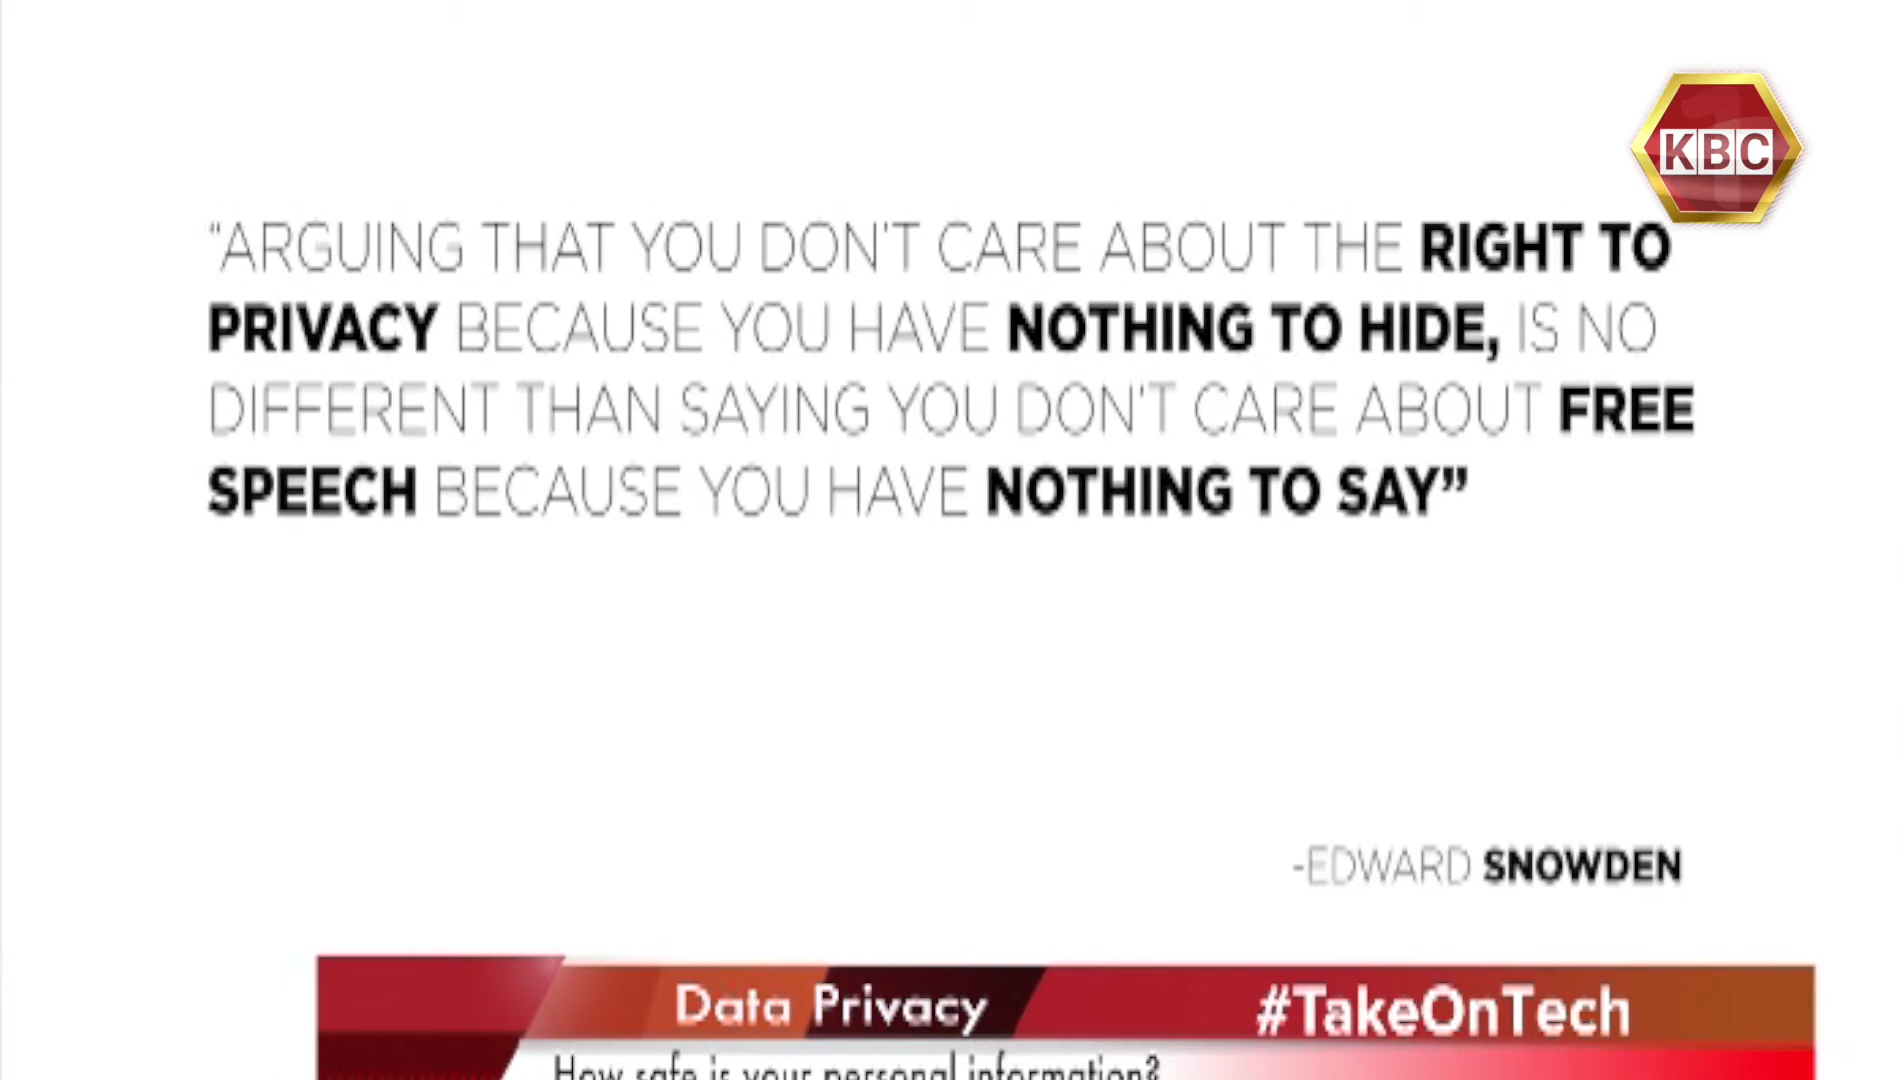 KBC
“ARGUING THAT YOU DON'T CARE ABOUT THE RIGHT TO
PRIVACY BECAUSE YOU HAVE NOTHING TO HIDE, IS NO
DIFFERENT THAN SAYING YOU DON'T CARE ABOUT FREE
SPEECH BECAUSE YOU HAVE NOTHING TO SAY”
-EDWARD SNOWDEN
Data Privacy #TakeOnTech
How safe is your personal information?